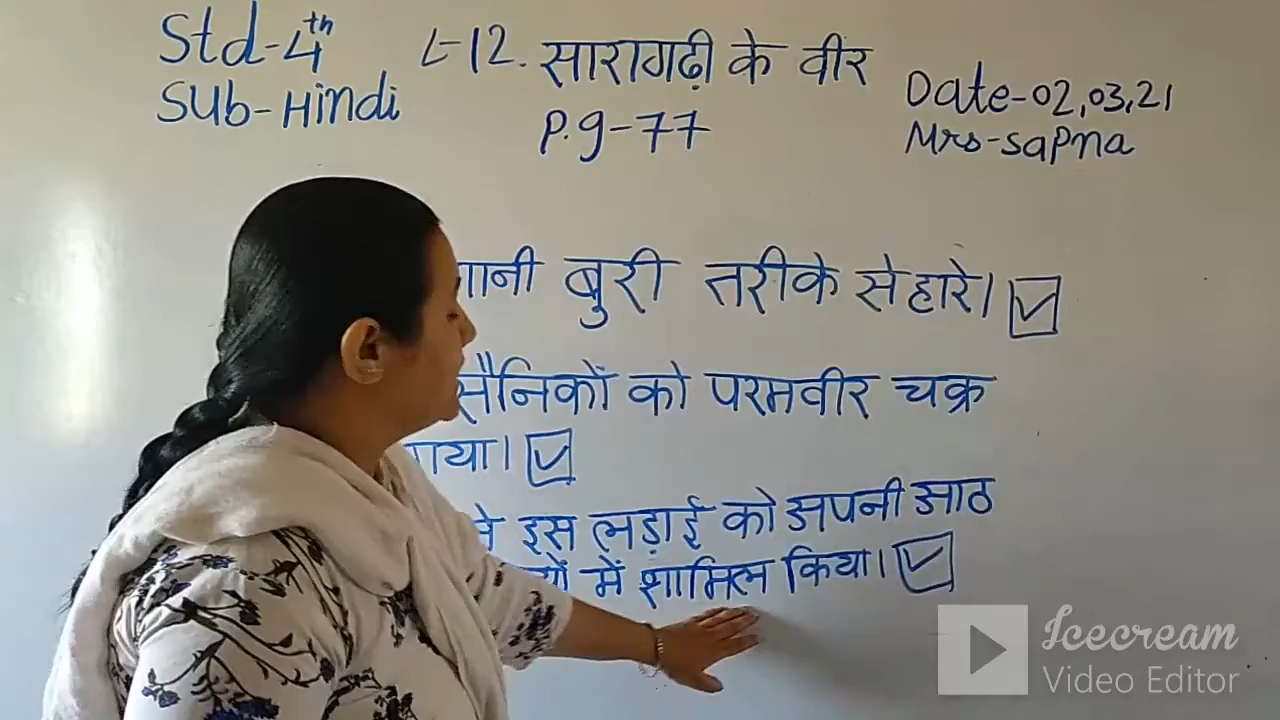 Std-4th
Sub-Hindi
L-12. सारागढ़ी के वीर
P.g-77
Date-02,03,21
Mrs-Sapna
बुरी तरीके से हारे।
सैनिकों को परमवीर चक्र
इस लड़ाई को अपनी आठ
में शामिल किया।
Icecream
Video Editor